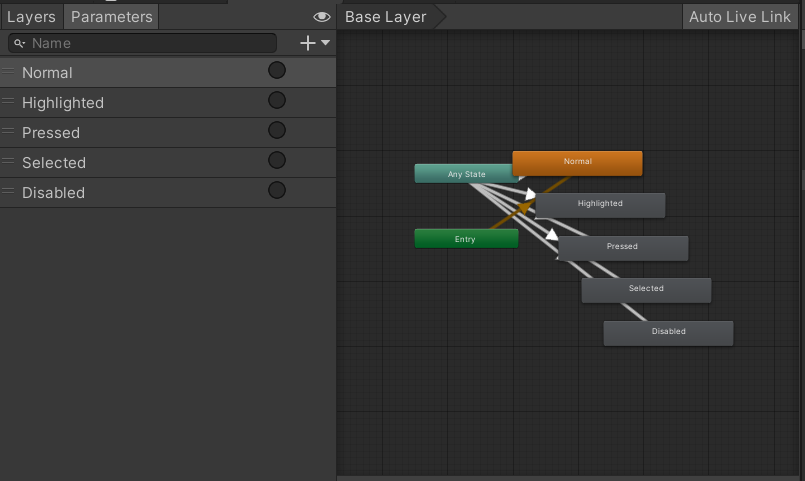 Layers Parameters
Base Layer
Auto Live Link
Name
Normal
Highlighted
Pressed
Selected
Disabled
Any State
Normal
Highlighted
Entry
Pressed
Selected
Disabled